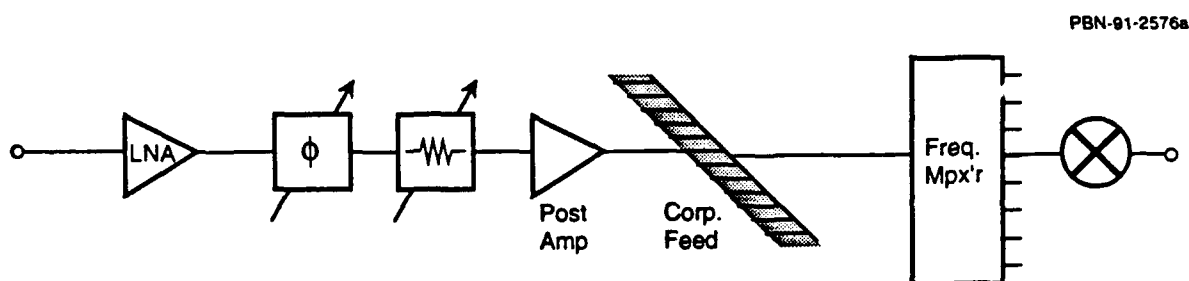 PBN-91-2576a
LNA
ϕ
Post
Amp
Corp.
Feed
Freq.
Mpx'r